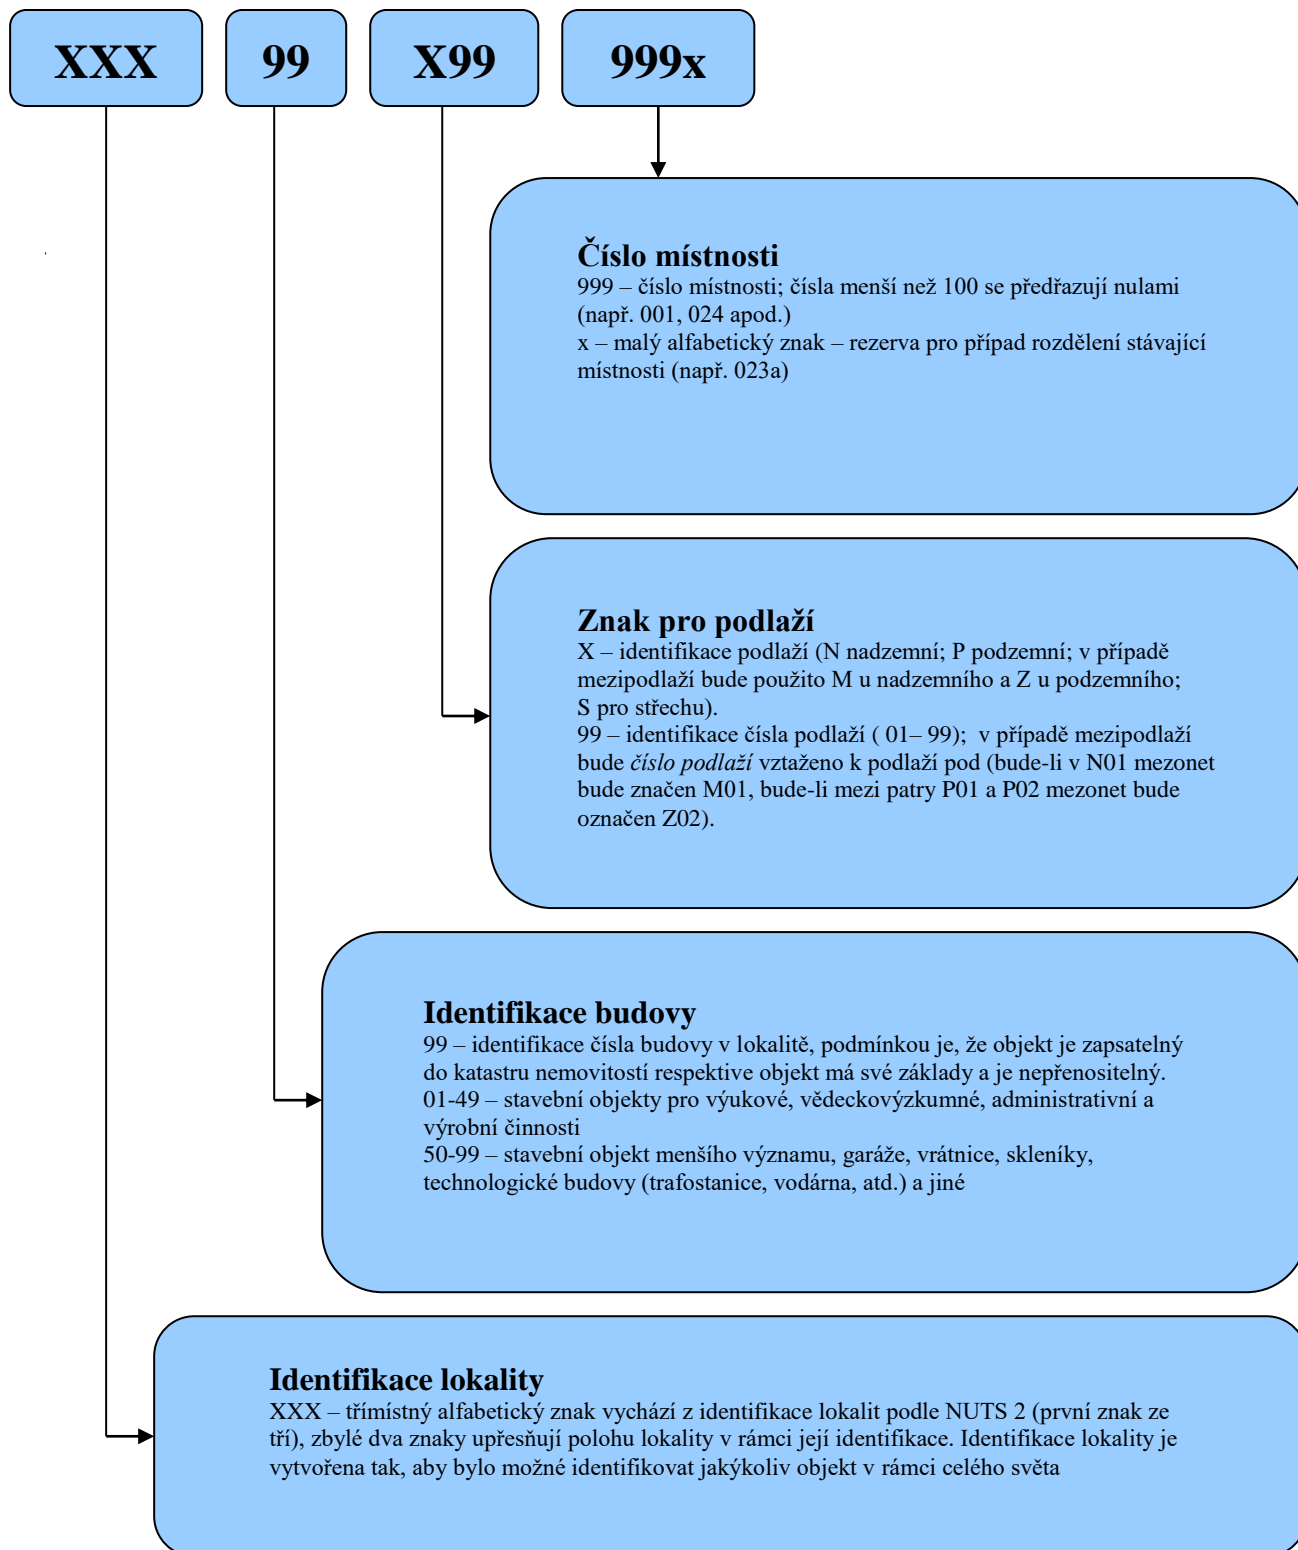 XXX 99 X99 999x
Číslo místnosti
999 – číslo místnosti; čísla menší než 100 se předřazují nulami
(např. 001, 024 apod.)
x – malý alfabetický znak – rezerva pro případ rozdělení stávající
místnosti (např. 023a)
Znak pro podlaží
X – identifikace podlaží (N nadzemní; P podzemní; v případě
mezipodlaží bude použito M u nadzemního a Z u podzemního;
S pro střechu).
99 – identifikace čísla podlaží ( 01– 99);  v případě mezipodlaží
bude číslo podlaží vztaženo k podlaží pod (bude-li v N01 mezonet
bude značen M01, bude-li mezi patry P01 a P02 mezonet bude
označen Z02).
Identifikace budovy
99 – identifikace čísla budovy v lokalitě, podmínkou je, že objekt je zapsatelný
do katastru nemovitostí respektive objekt má své základy a je nepřenositelný.
01-49 – stavební objekty pro výukové, vědeckovýzkumné, administrativní a
výrobní činnosti
50-99 – stavební objekt menšího významu, garáže, vrátnice, skleníky,
technologické budovy (trafostanice, vodárna, atd.) a jiné
Identifikace lokality
XXX – třímístný alfabetický znak vychází z identifikace lokalit podle NUTS 2 (první znak ze
tří), zbylé dva znaky upřesňují polohu lokality v rámci její identifikace. Identifikace lokality je
vytvořena tak, aby bylo možné identifikovat jakýkoliv objekt v rámci celého světa